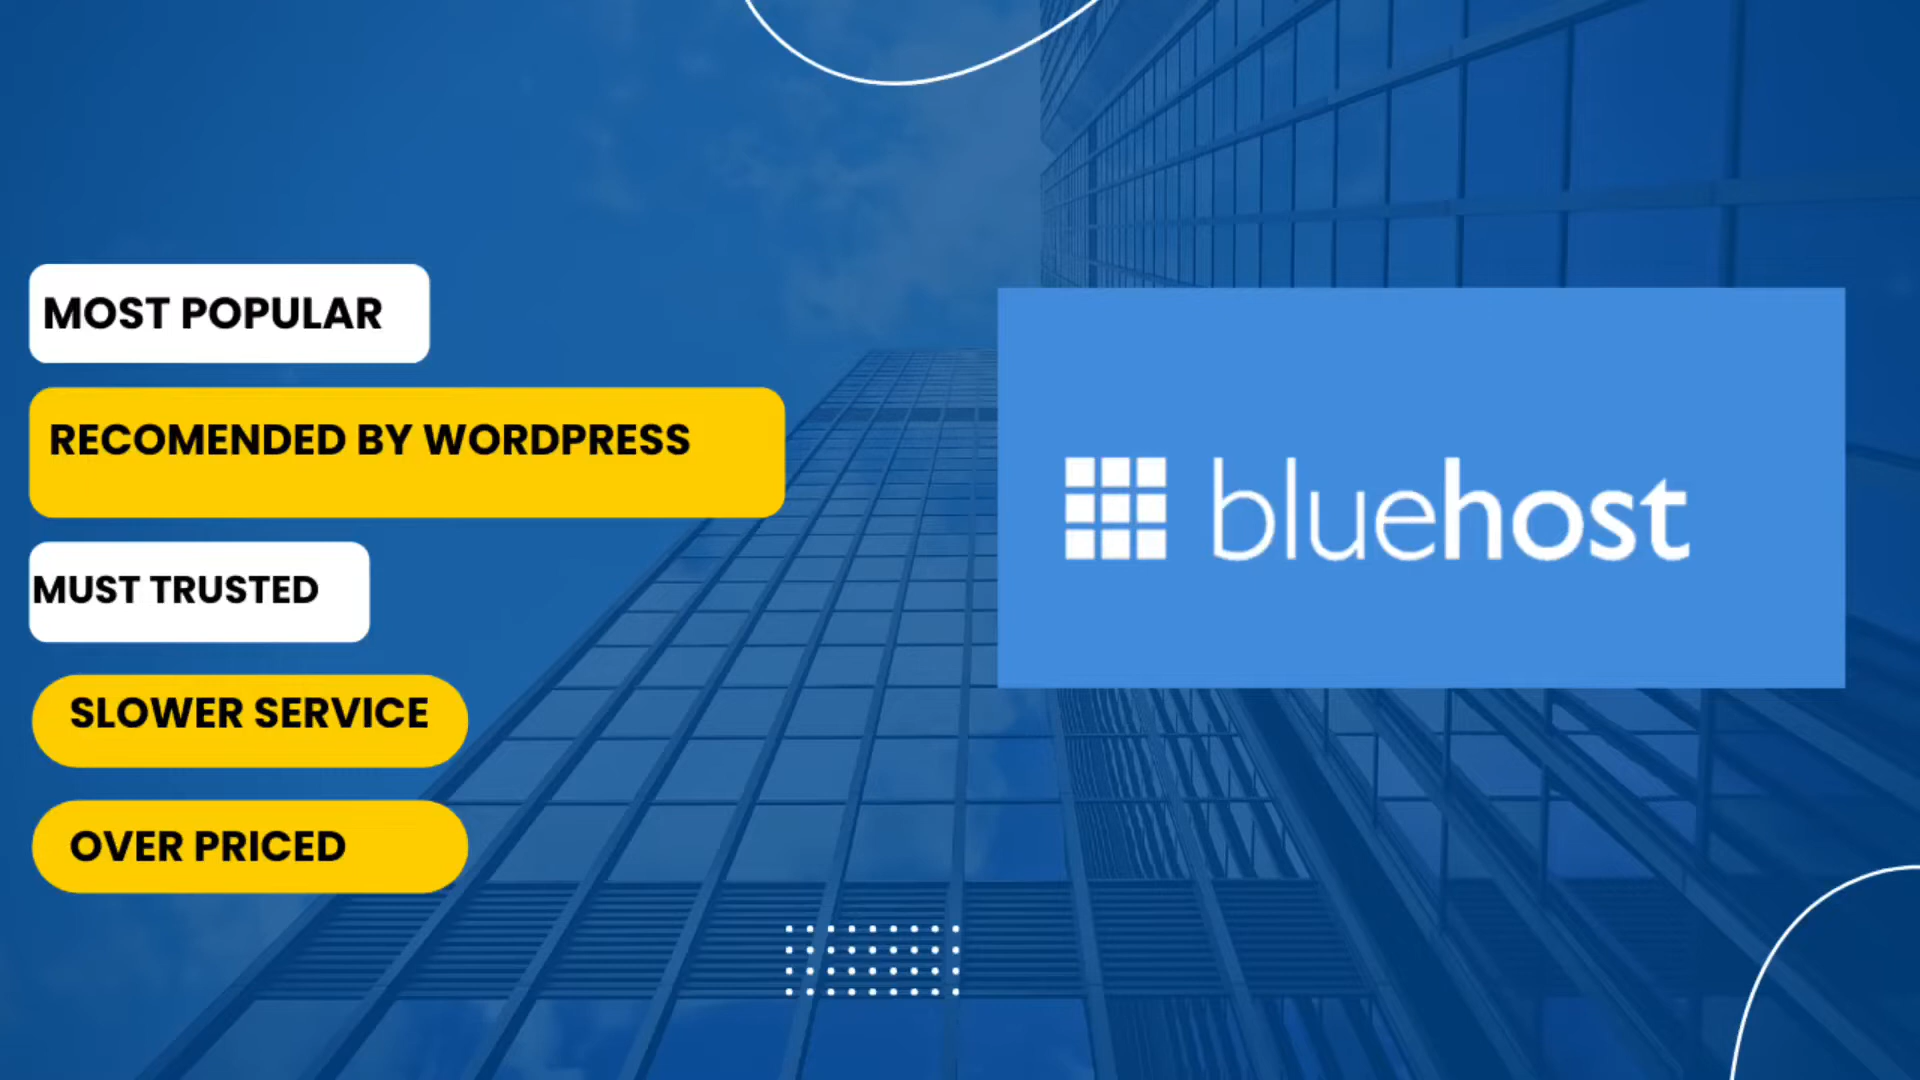 MOST POPULAR
RECOMENDED BY WORDPRESS
MUST TRUSTED
SLOWER SERVICE
OVER PRICED
bluehost